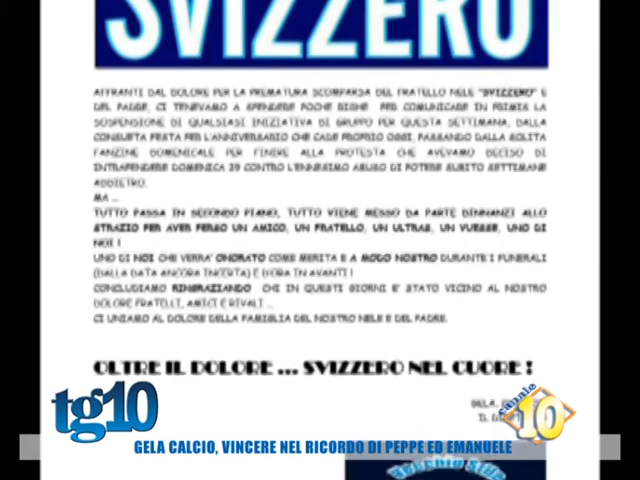 SVIZZERO
AFFRANTI DAL DOLORE PER LA PREMATURA SCOMPARSA DEL FRATELLO NELE "SVIZZERO" E
DEL PADRE, CI TENEVAMO A SPENDERE POCHE RIGHE PER COMUNICARE IN PRIMIS LA
SOSPENSIONE DI QUALSIASI INIZIATIVA DI GRUPPO PER QUESTA SETTIMANA, DALLA
CONSUETA FESTA PER L'ANNIVERSARIO CHE CADE PROPRIO OGGI, PASSANDO DALLA SOLITA
FANZINE DOMENICALE PER FINIRE ALLA PROTESTA CHE AVEVAMO DECISO DI
INTRAPENDERE DOMENICA 29 CONTRO L'ENNESIMO ABUSO DI POTERE SUBITO SETTIMANE
ADDIETRO.
MA ...
TUTTO PASSA IN SECONDO PIANO, TUTTO VIENE MESSO DA PARTE DINNANZI ALLO
STRAZIO PER AVER PERSO UN AMICO, UN FRATELLO, UN ULTRAS, UN VUESSE, UNO DI
NOI !
UNO DI NOI CHE VERRA' ONORATO COME MERITA E A MODO NOSTRO DURANTE I FUNERALI
(DALLA DATA ANCORA INCERTA) E D'ORA IN AVANTI !
CONCLUDIAMO RINGRAZIANDO CHI IN QUESTI GIORNI E' STATO VICINO AL NOSTRO
DOLORE FRATELLI, AMICI E RIVALI ...
CI UNIAMO AL DOLORE DELLA FAMIGLIA DEL NOSTRO NELE E DEL PADRE.
OLTRE IL DOLORE ... SVIZZERO NEL CUORE !
GELA,
tg10
canale 10
GELA CALCIO, VINCERE NEL RICORDO DI PEPPE ED EMANUELE